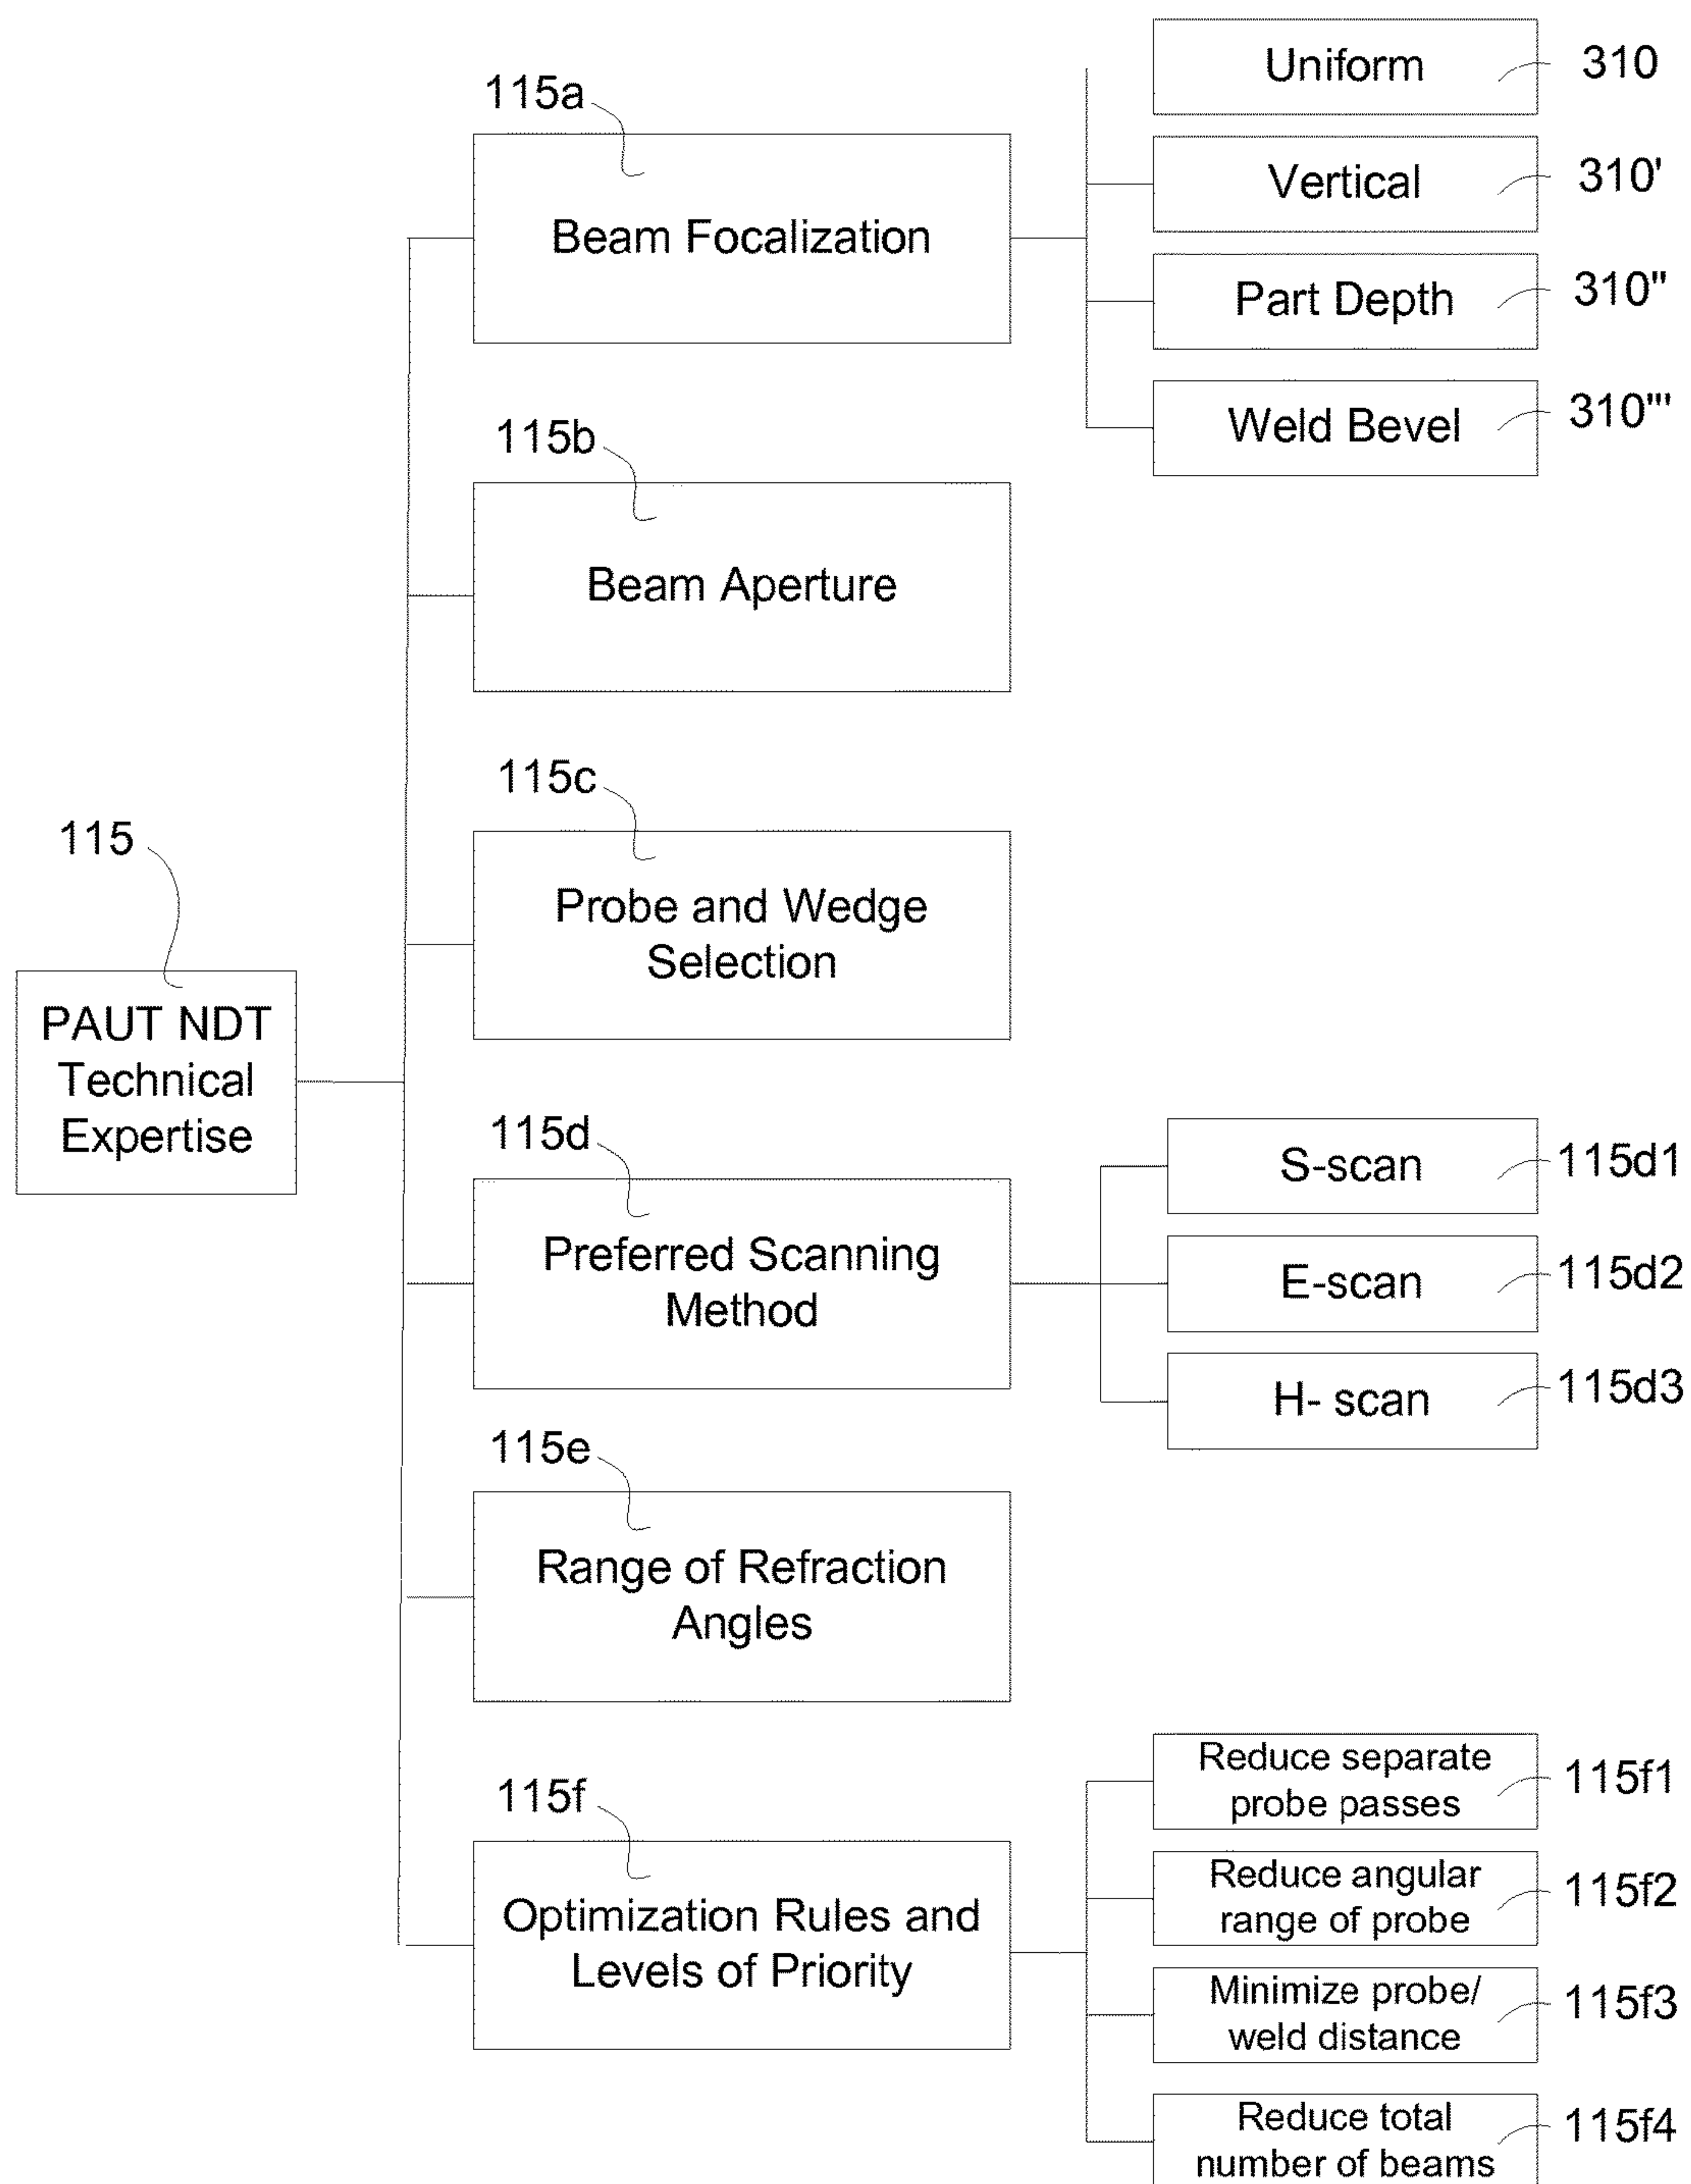 Uniform
310
115a
Vertical
310'
Beam Focalization
Part Depth
310"
Weld Bevel
310"'
115b
Beam Aperture
115c
Probe and Wedge
Selection
115
PAUT NDT
Technical
Expertise
115d
Preferred Scanning
Method
S-scan
115d1
E-scan
115d2
H- scan
115d3
115e
Range of Refraction
Angles
115f
Optimization Rules and
Levels of Priority
Reduce separate
probe passes
115f1
Reduce angular
range of probe
115f2
Minimize probe/
weld distance
115f3
Reduce total
number of beams
115f4